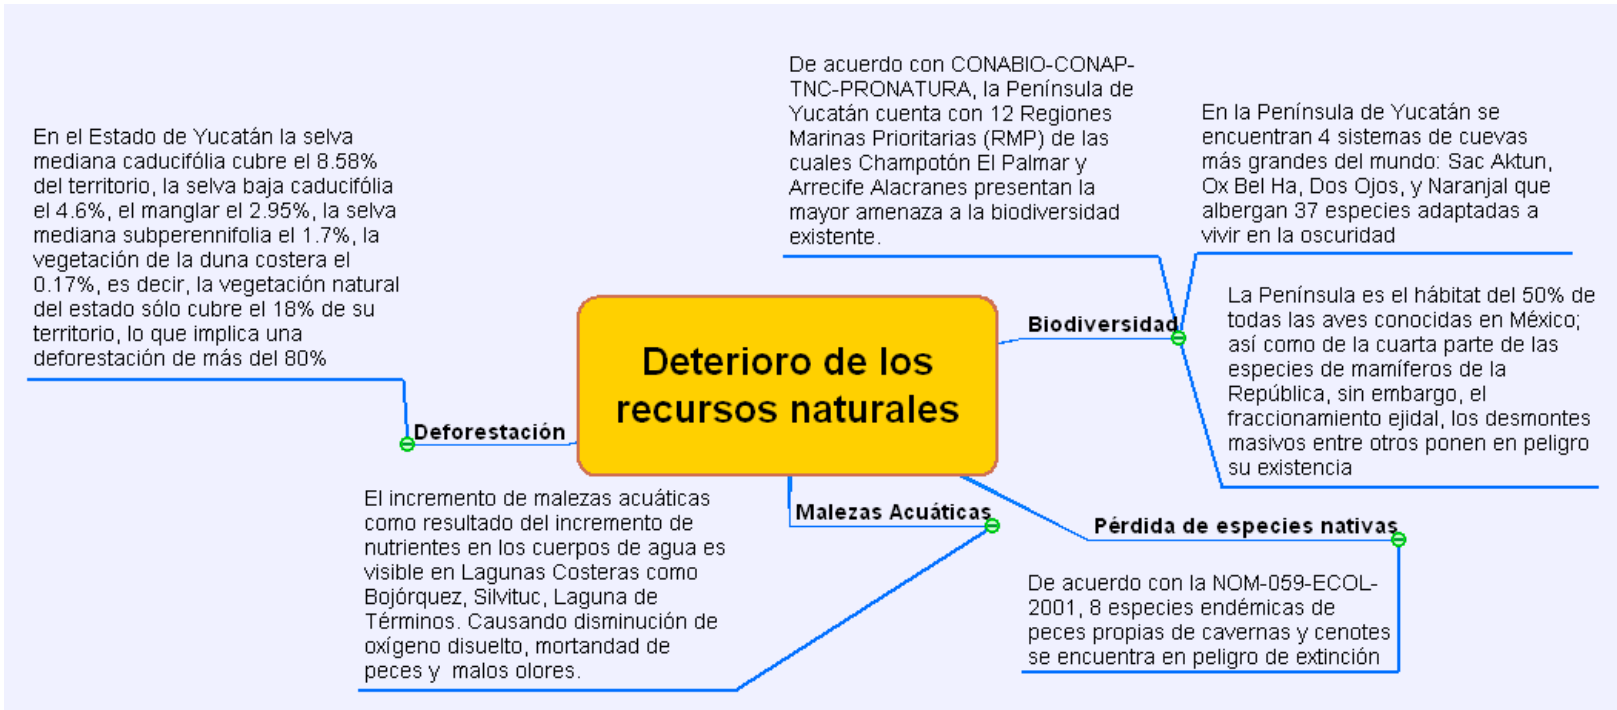 Deterioro de los
recursos naturales
Deforestación
En el Estado de Yucatán la selva
mediana caducifólia cubre el 8.58%
del territorio, la selva baja caducifólia
el 4.6%, el manglar el 2.95%, la selva
mediana subperennifolia el 1.7%, la
vegetación de la duna costera el
0.17%, es decir, la vegetación natural
del estado sólo cubre el 18% de su
territorio, lo que implica una
deforestación de más del 80%
Biodiversidad
De acuerdo con CONABIO-CONAP-
TNC-PRONATURA, la Península de
Yucatán cuenta con 12 Regiones
Marinas Prioritarias (RMP) de las
cuales Champotón El Palmar y
Arrecife Alacranes presentan la
mayor amenaza a la biodiversidad
existente.
En la Península de Yucatán se
encuentran 4 sistemas de cuevas
más grandes del mundo: Sac Aktun,
Ox Bel Ha, Dos Ojos, y Naranjal que
albergan 37 especies adaptadas a
vivir en la oscuridad
La Península es el hábitat del 50% de
todas las aves conocidas en México;
así como de la cuarta parte de las
especies de mamíferos de la
República, sin embargo, el
fraccionamiento ejidal, los desmontes
masivos entre otros ponen en peligro
su existencia
Malezas Acuáticas
El incremento de malezas acuáticas
como resultado del incremento de
nutrientes en los cuerpos de agua es
visible en Lagunas Costeras como
Bojórquez, Silvituc, Laguna de
Términos. Causando disminución de
oxígeno disuelto, mortandad de
peces y  malos olores.
Pérdida de especies nativas
De acuerdo con la NOM-059-ECOL-
2001, 8 especies endémicas de
peces propias de cavernas y cenotes
se encuentra en peligro de extinción